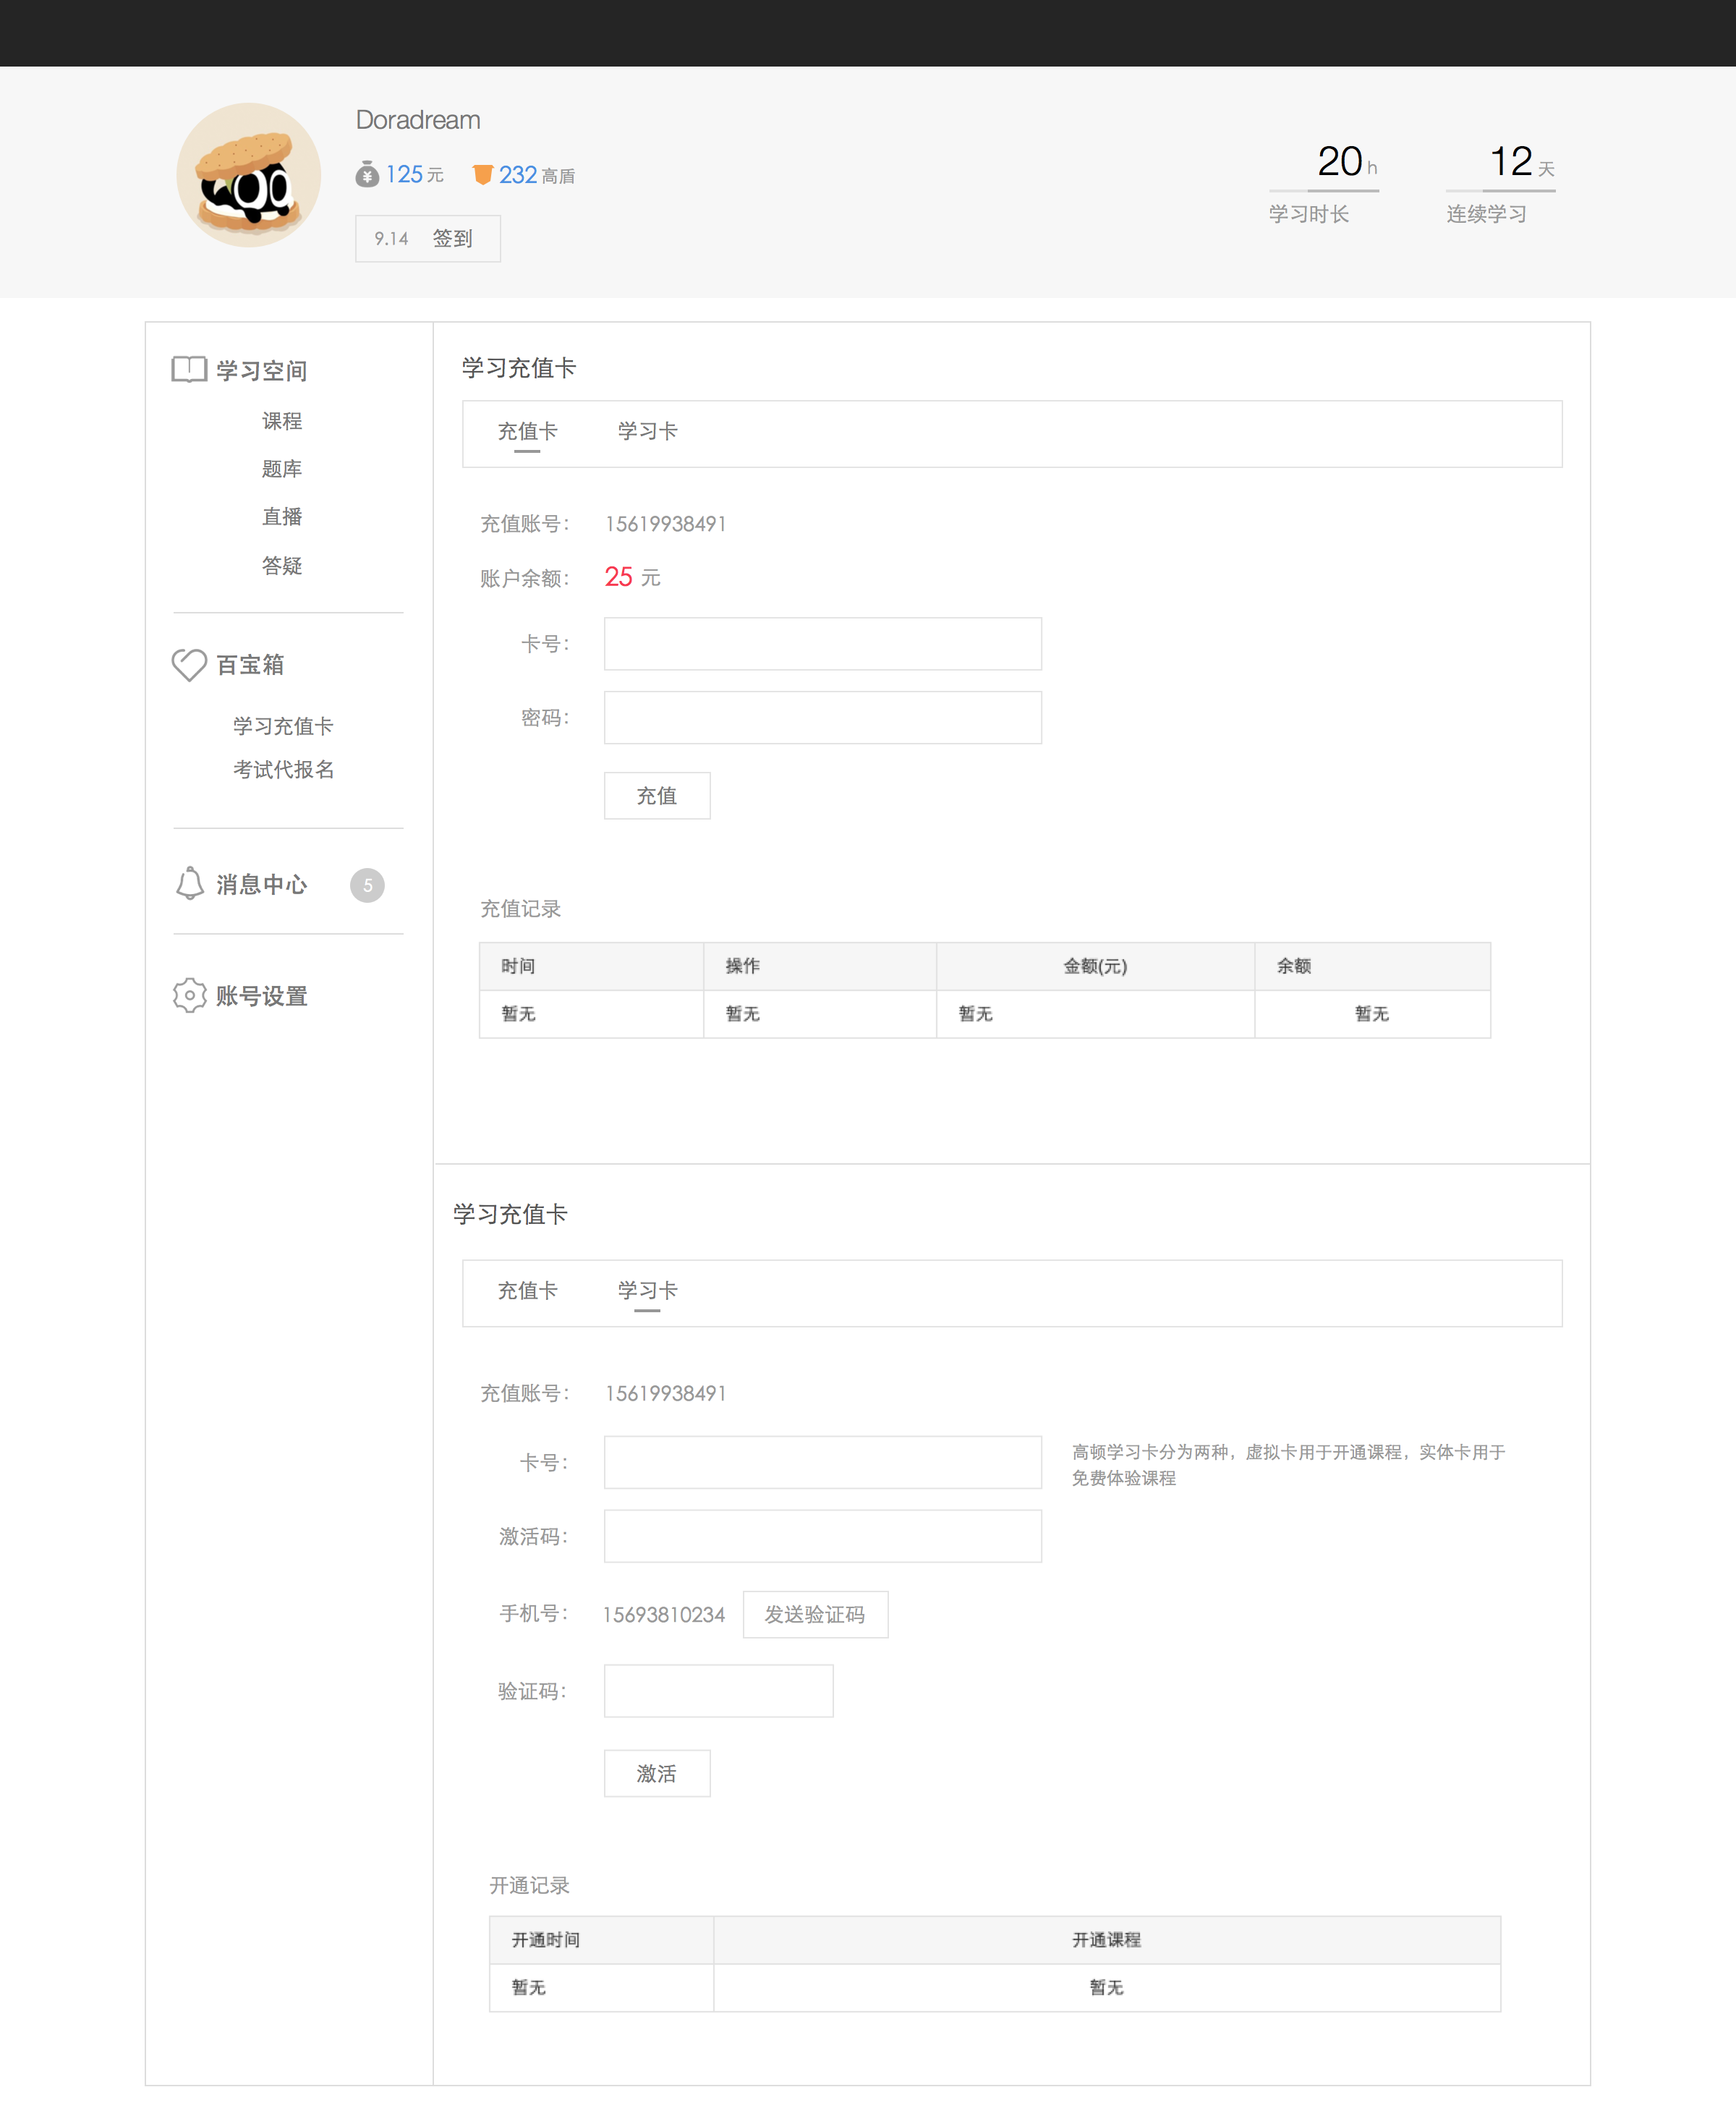 Doradream
125 元 232 高盾
9.14 签到
20 h
学习时长
12 天
连续学习
学习空间
课程
题库
直播
答疑
百宝箱
学习充值卡
考试代报名
消息中心 5
账号设置
学习充值卡
充值卡 学习卡
充值账号： 15619938491
账户余额： 25 元
卡号：
密码：
充值
充值记录
时间 操作 金额(元) 余额
暂无 暂无 暂无 暂无
学习充值卡
充值卡 学习卡
充值账号： 15619938491
卡号：
高顿学习卡分为两种，虚拟卡用于开通课程，实体卡用于
免费体验课程
激活码：
手机号： 15693810234 发送验证码
验证码：
激活
开通记录
开通时间 开通课程
暂无 暂无